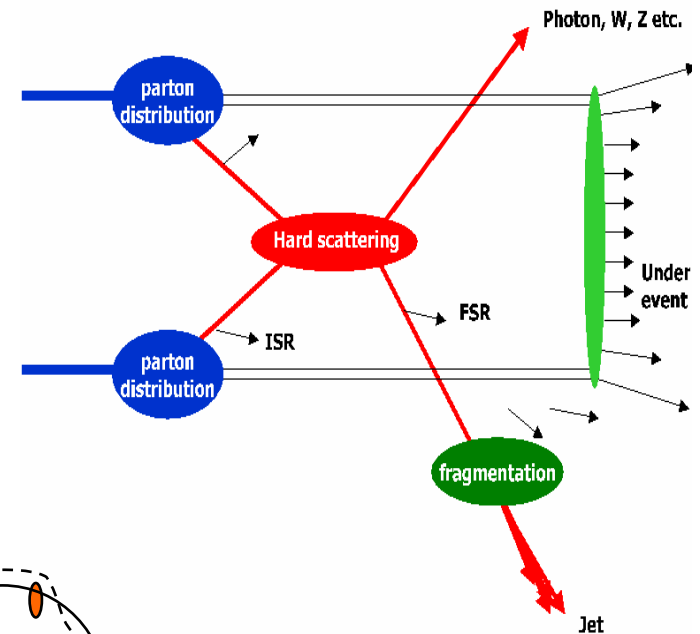 Photon, W, Z etc.
parton
distribution
Hard scattering
Under
event
FSR
ISR
parton
distribution
fragmentation
Jet